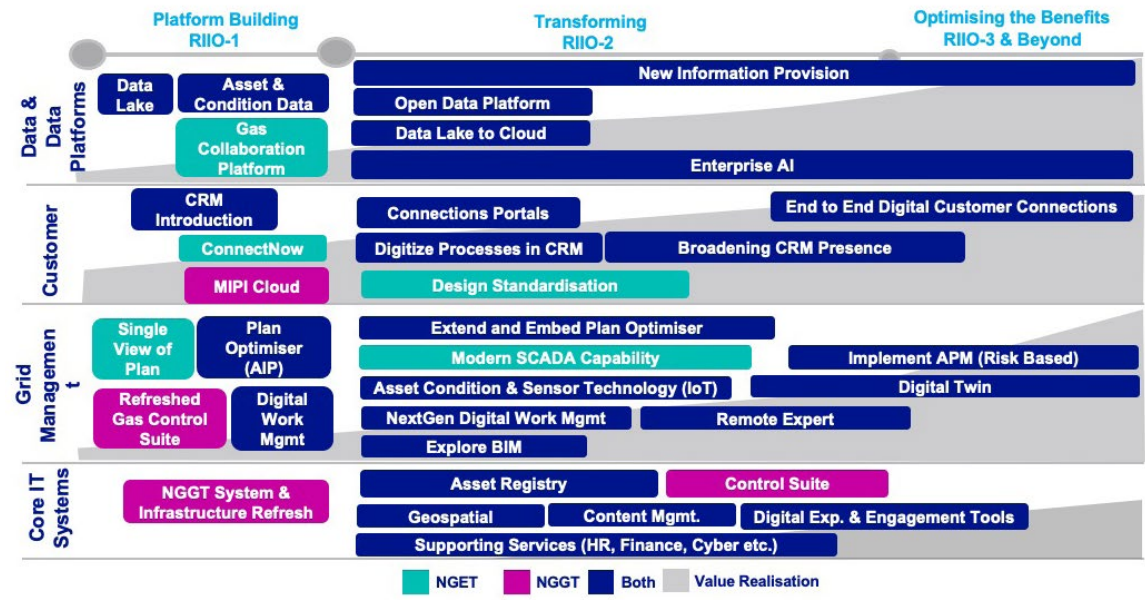 Platform Building
RIIO-1
Transforming
RIIO-2
Optimising the Benefits
RIIO-3 & Beyond
Data &
Data
Platforms
Data
Lake
Asset &
Condition Data
Gas
Collaboration
Platform
New Information Provision
Open Data Platform
Data Lake to Cloud
Enterprise AI
Customer
CRM
Introduction
ConnectNow
MIPI Cloud
Connections Portals
End to End Digital Customer Connections
Digitize Processes in CRM
Broadening CRM Presence
Design Standardisation
Grid
Managemen
t
Single
View of
Plan
Plan
Optimiser
(AIP)
Refreshed
Gas Control
Suite
Digital
Work
Mgmt
Extend and Embed Plan Optimiser
Modern SCADA Capability
Implement APM (Risk Based)
Asset Condition & Sensor Technology (IoT)
Digital Twin
NextGen Digital Work Mgmt
Remote Expert
Explore BIM
Core IT
Systems
NGGT System &
Infrastructure Refresh
Asset Registry
Control Suite
Geospatial
Content Mgmt.
Digital Exp. & Engagement Tools
Supporting Services (HR, Finance, Cyber etc.)
NGET
NGGT
Both
Value Realisation